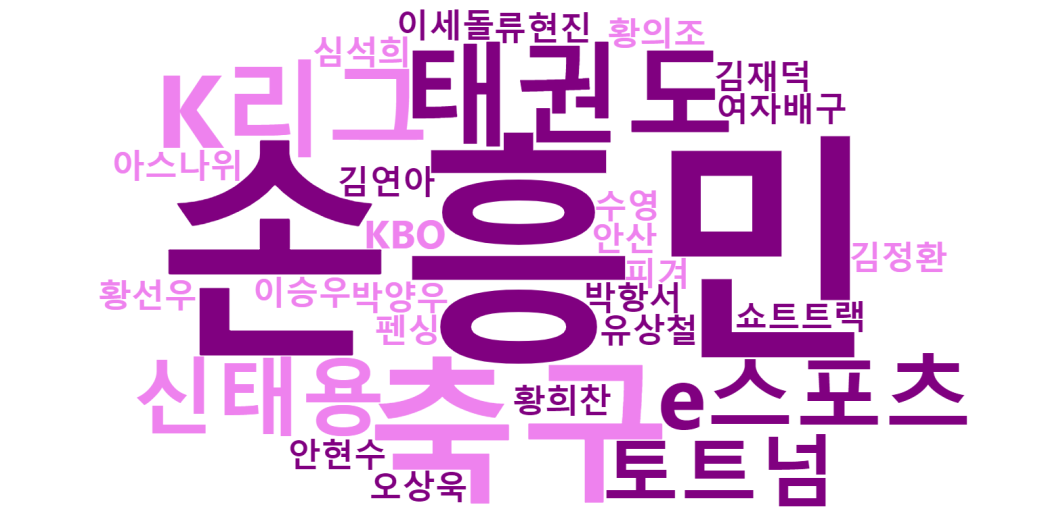 이세돌
류현진
황의조
심석희
K리그
태권도
김재덕
여자배구
아스나위
김연아
손흥민
수영
KBO
안산
김정환
피겨
황선우
이승우
박양우
박항서
펜싱
유상철
쇼트트랙
신태용
축구
황희찬
e스포츠
안현수
오상욱
토트넘